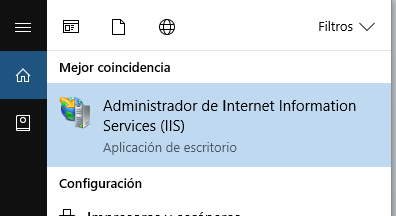 Filtros
Mejor coincidencia
Administrador de Internet Information
Services (IIS)
Aplicación de escritorio
Configuración